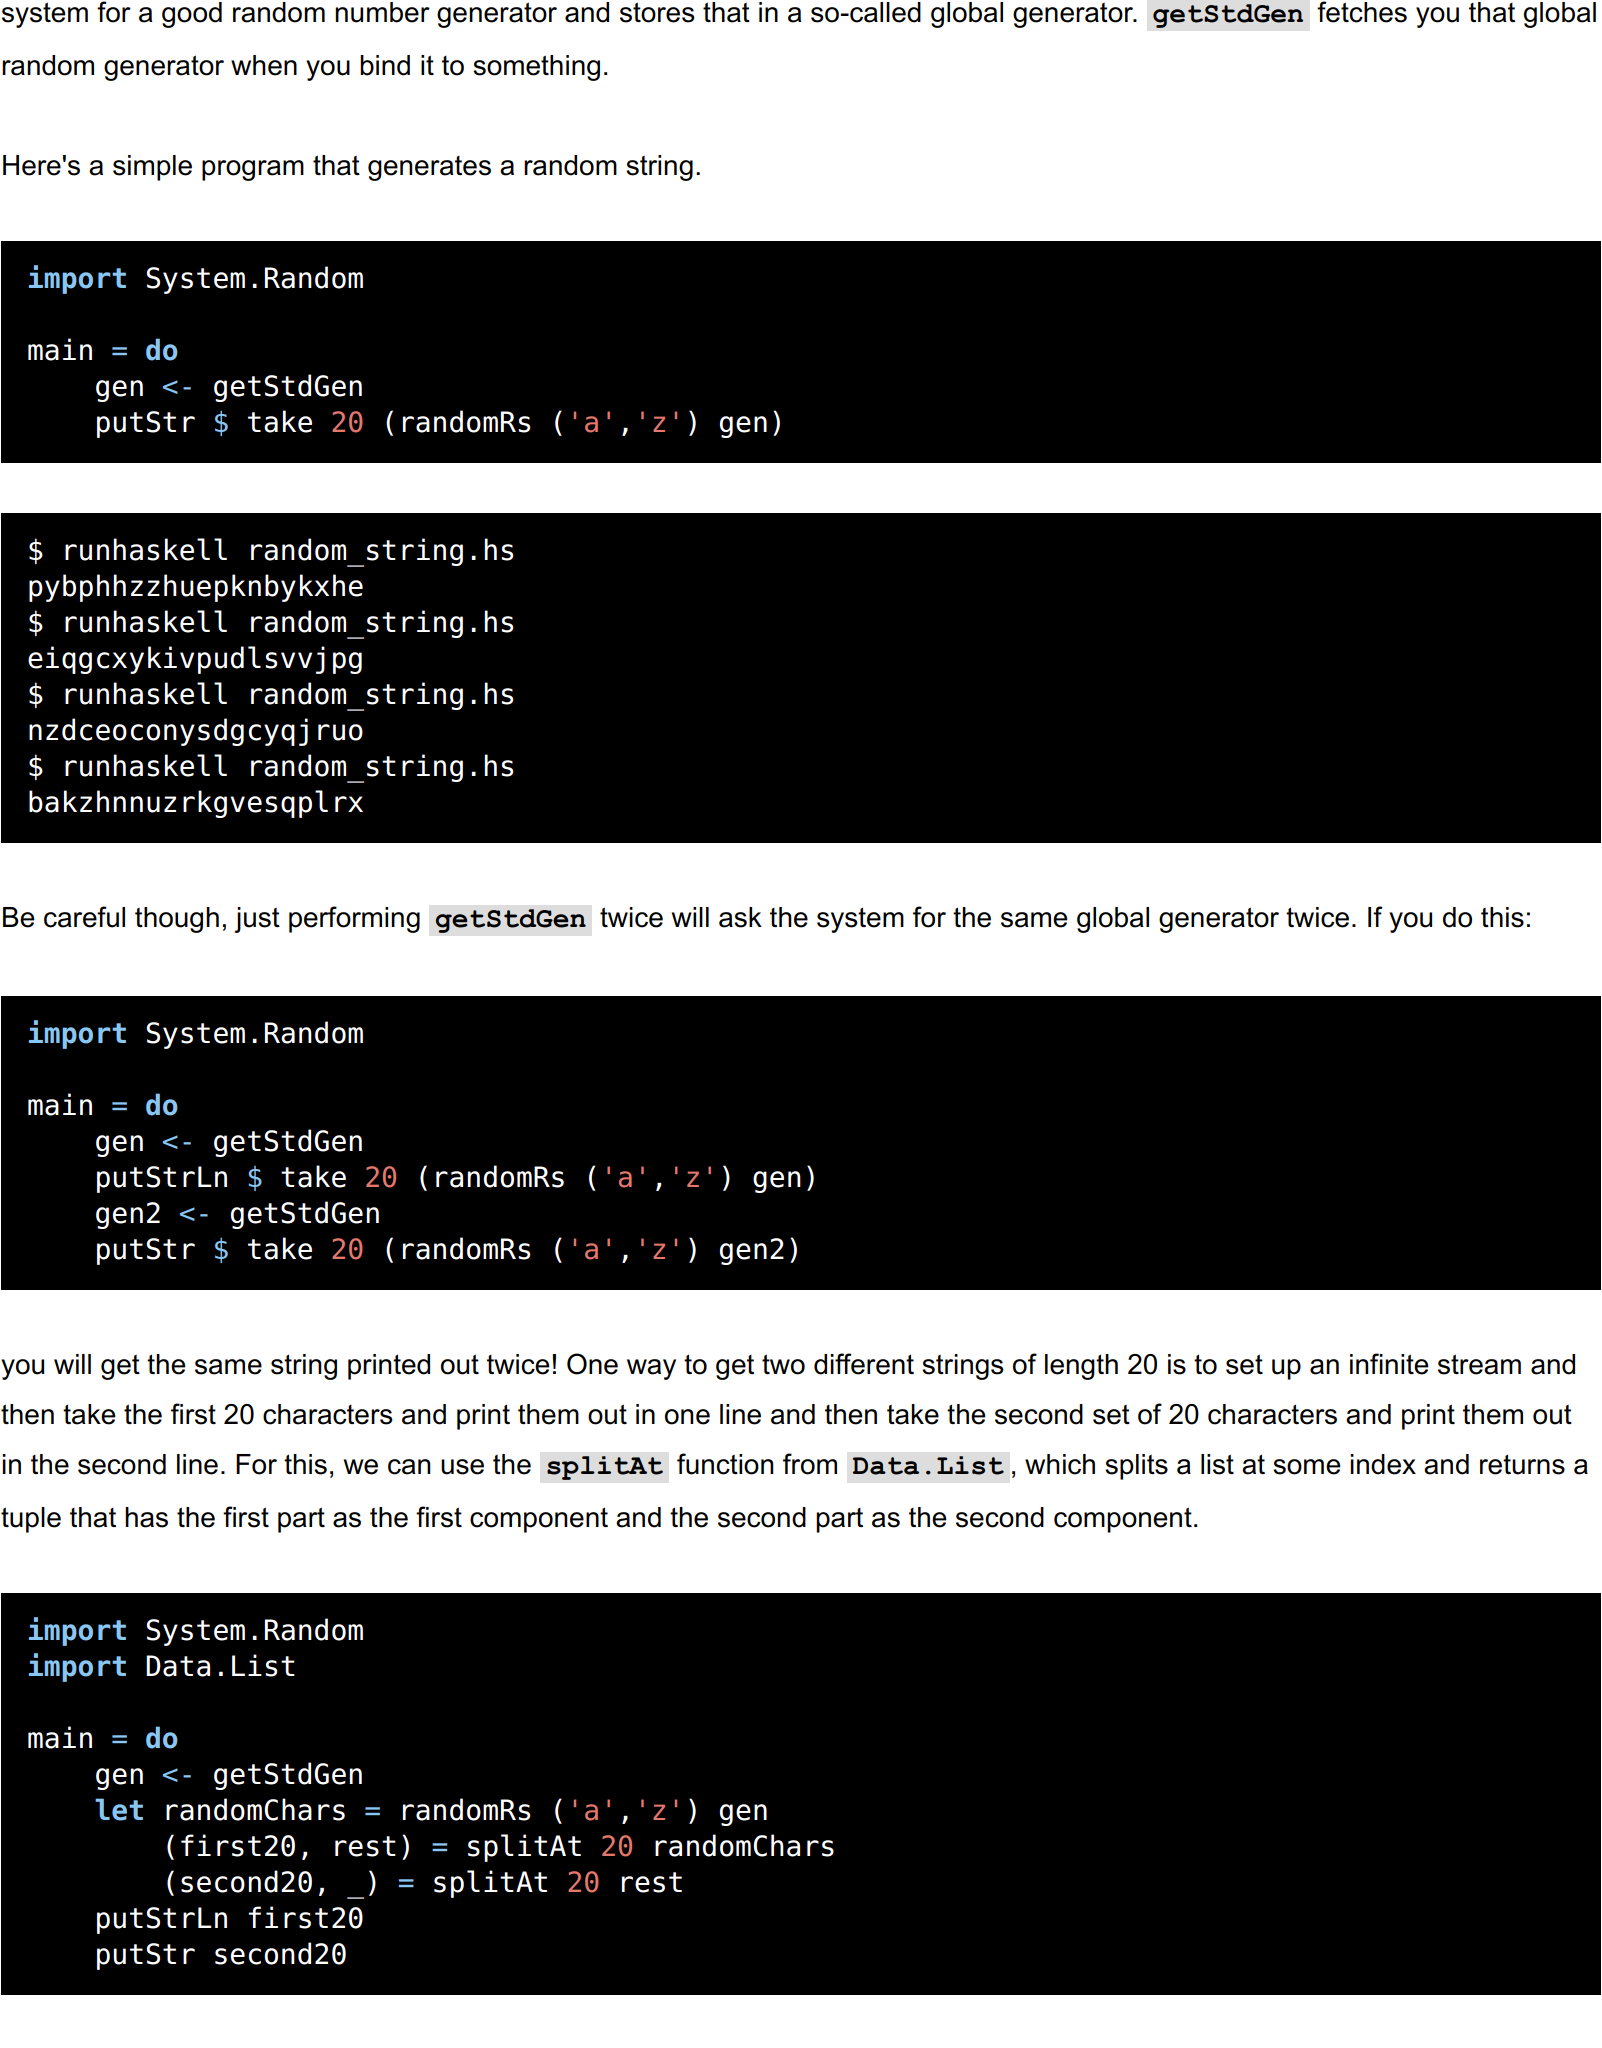 system for a good random number generator and stores that in a so-called global generator. getStdGen fetches you that global
random generator when you bind it to something.
Here's a simple program that generates a random string.
import System.Random
main = do
    gen <- getStdGen
    putStr $ take 20 (randomRs ('a','z') gen)
$ runhaskell random_string.hs
pybphhzzhuepknbykxhe
$ runhaskell random_string.hs
eiqgcxykivpudlsvvjpg
$ runhaskell random_string.hs
nzdceoconysdgcyqjruo
$ runhaskell random_string.hs
bakzhnnuzrkgvesqplrx
Be careful though, just performing getStdGen twice will ask the system for the same global generator twice. If you do this:
import System.Random
main = do
    gen <- getStdGen
    putStrLn $ take 20 (randomRs ('a','z') gen)
    gen2 <- getStdGen
    putStr $ take 20 (randomRs ('a','z') gen2)
you will get the same string printed out twice! One way to get two different strings of length 20 is to set up an infinite stream and
then take the first 20 characters and print them out in one line and then take the second set of 20 characters and print them out
in the second line. For this, we can use the splitAt function from Data.List, which splits a list at some index and returns a
tuple that has the first part as the first component and the second part as the second component.
import System.Random
import Data.List
main = do
    gen <- getStdGen
    let randomChars = randomRs ('a','z') gen
        (first20, rest) = splitAt 20 randomChars
        (second20, _) = splitAt 20 rest
    putStrLn first20
    putStr second20